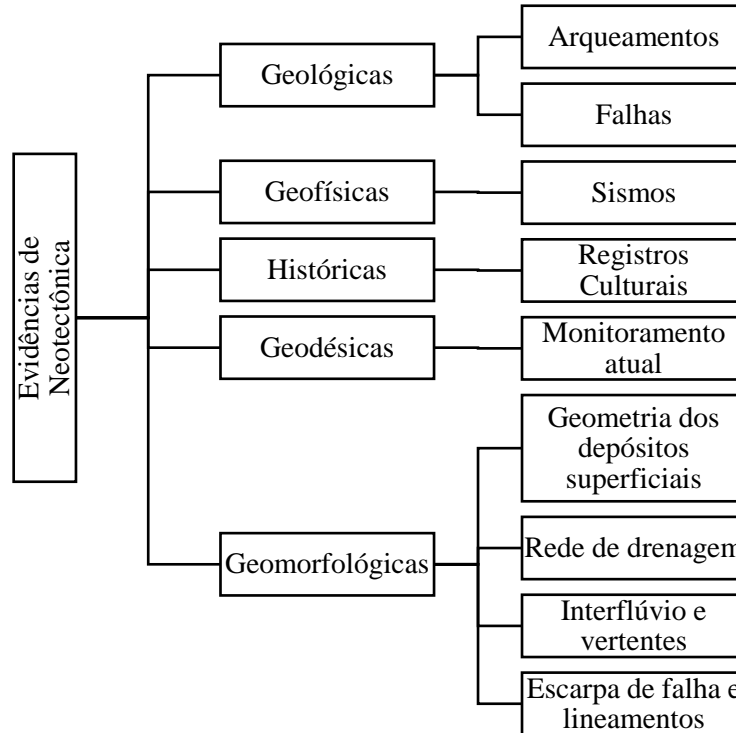 Evidências de
Neotectônica
Geológicas
Arqueamentos
Falhas
Geofísicas
Sismos
Históricas
Registros
Culturais
Geodésicas
Monitoramento
atual
Geomorfológicas
Geometria dos
depósitos
superficiais
Rede de drenagem
Interflúvio e
vertentes
Escarpa de falha e
lineamentos